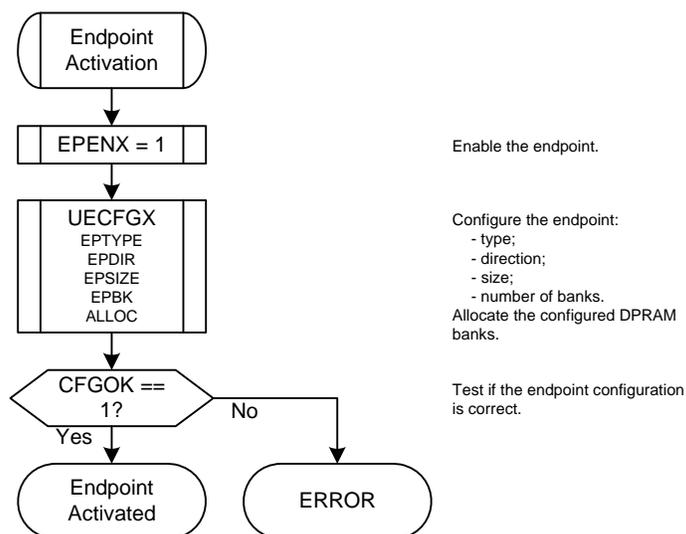 Endpoint
Activation
EPENX = 1
Enable the endpoint.
UECFGX
EPTYPE
EPDIR
EPSIZE
EPBK
ALLOC
Configure the endpoint:
- type;
- direction;
- size;
- number of banks.
Allocate the configured DPRAM
banks.
CFGOK ==
1?
Test if the endpoint configuration
is correct.
No
Yes
Endpoint
Activated
ERROR